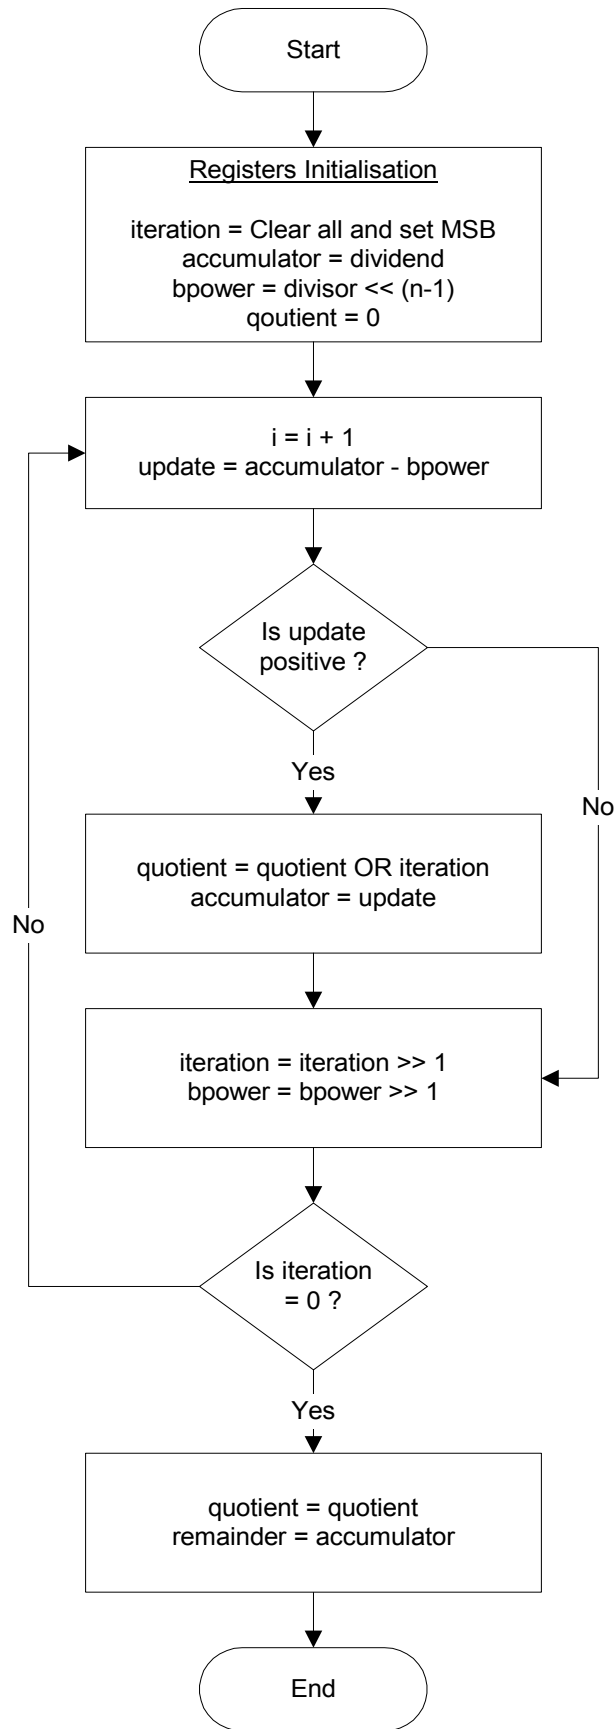 Start
Registers Initialisation
iteration = Clear all and set MSB
accumulator = dividend
bpower = divisor << (n-1)
qoutient = 0
i = i + 1
update = accumulator - bpower
Is update
positive ?
Yes
No
quotient = quotient OR iteration
accumulator = update
No
iteration = iteration >> 1
bpower = bpower >> 1
Is iteration
= 0 ?
Yes
quotient = quotient
remainder = accumulator
End